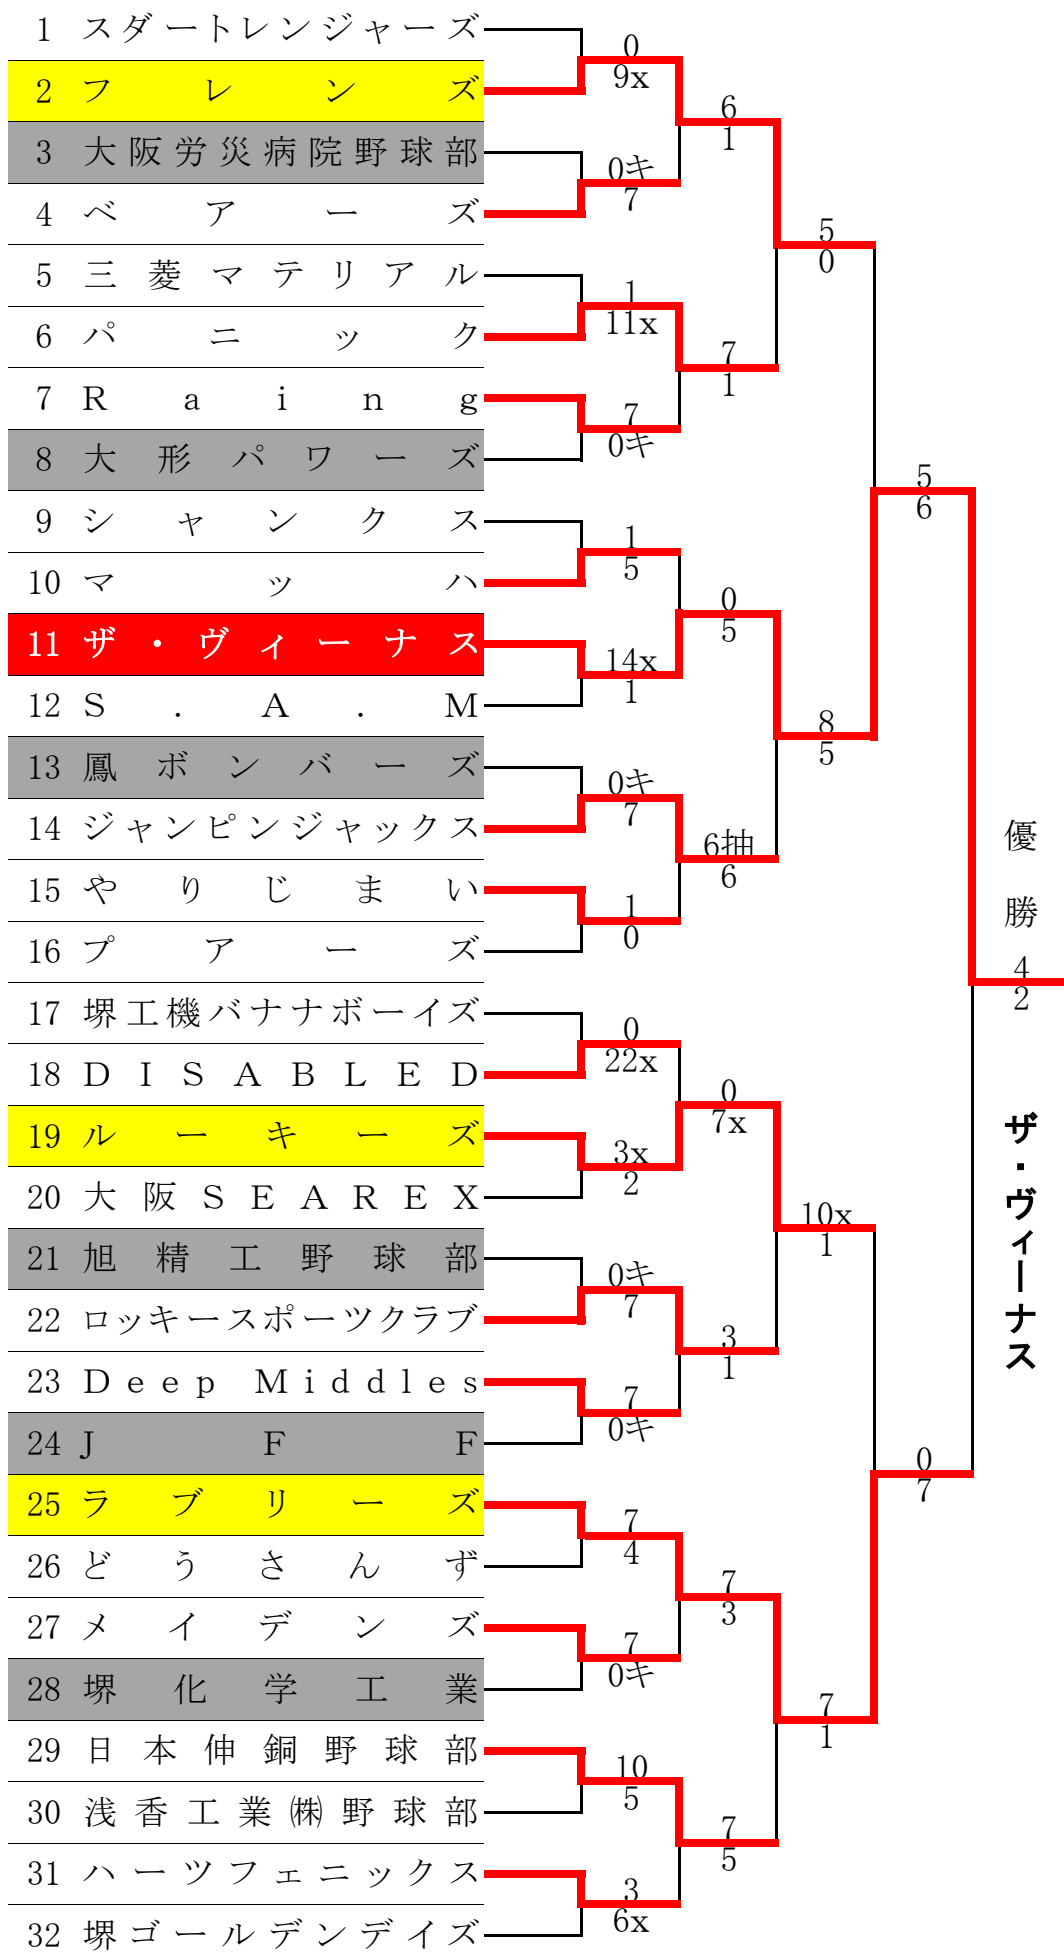 1 スダートレンジャーズ
2 フレンズ
3 大阪労災病院野球部
4 ベアーズ
5 三菱マテリアル
6 パニック
7 Raing
8 大形パワーズ
9 シャンクス
10 マッハ
11 ザ・ヴィーナス
12 S.A.M
13 鳳ボンバーズ
14 ジャンピンジャックス
15 やりじまい
16 プアーズ
17 堺工機バナナボーイズ
18 DISABLED
19 ルーキーズ
20 大阪SEAREX
21 旭精工野球部
22 ロッキースポーツクラブ
23 Deep Middles
24 JFF
25 ラブリーズ
26 どうさんず
27 メイデンズ
28 堺化学工業
29 日本伸銅野球部
30 浅香工業㈱野球部
31 ハーツフェニックス
32 堺ゴールデンデイズ
0
9x
0キ
7
1
11x
7
0キ
1
5
14x
1
0キ
7
1
0
0
22x
3x
2
0キ
7
7
0キ
7
4
7
0キ
10
5
3
6x
6
1
7
1
0
5
6抽
6
0
7x
3
1
7
3
7
5
5
0
8
5
10x
1
7
1
5
6
0
7
4
2
優勝
ザ・ヴィーナス